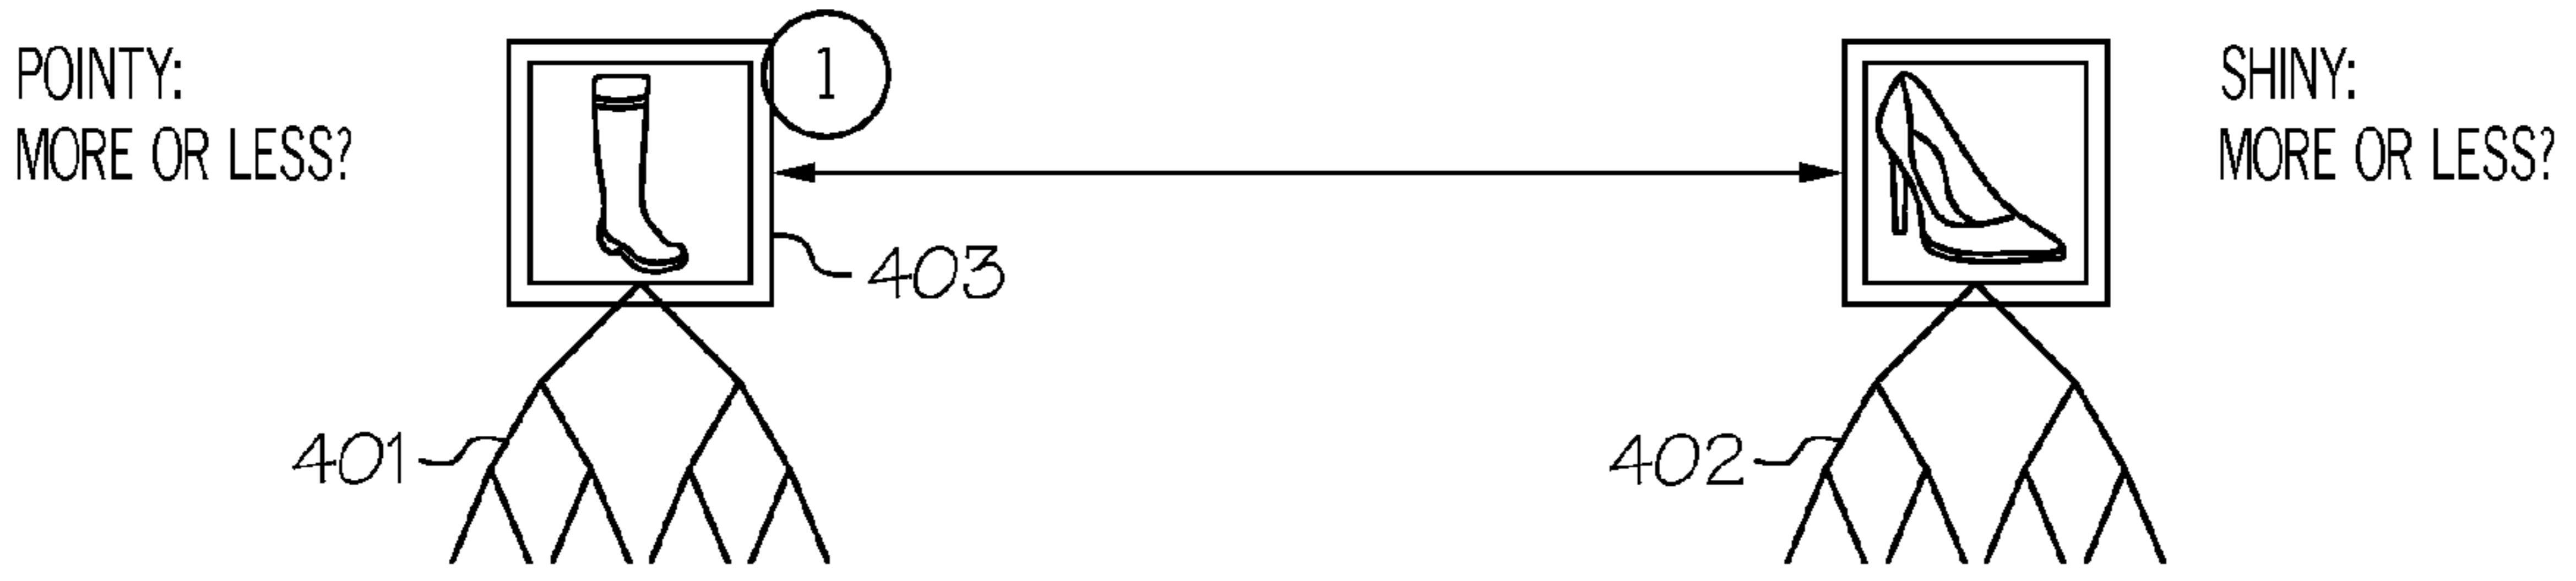 POINTY:
MORE OR LESS?
1
SHINY:
MORE OR LESS?
403
401
402